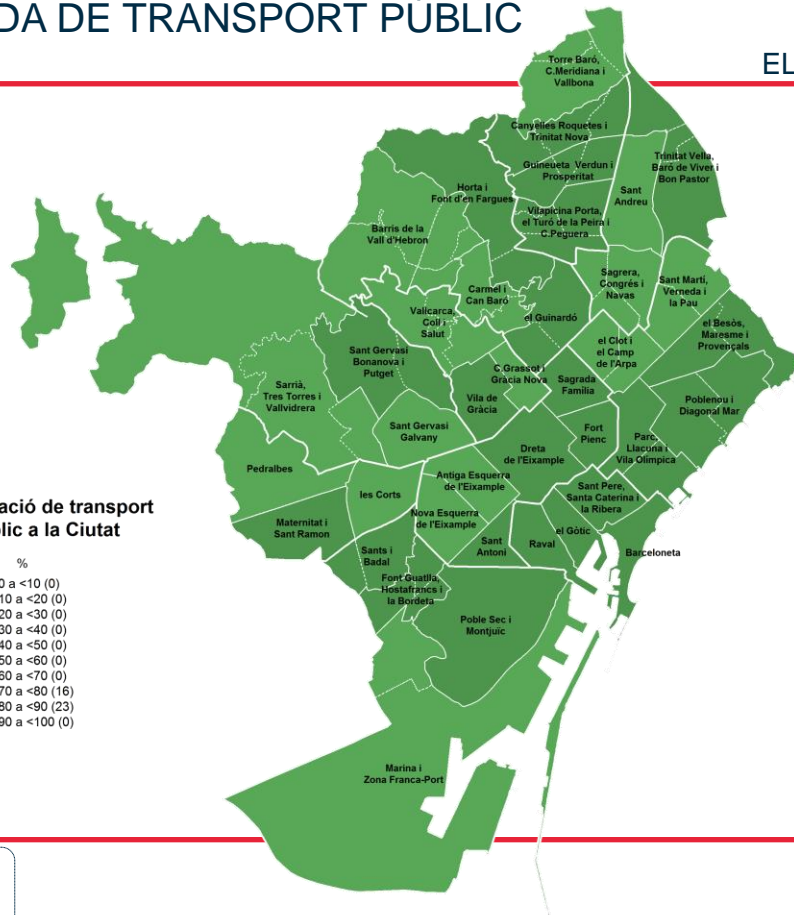 DA DE TRANSPORT PÚBLIC
EL
Torre Baró,
C.Meridiana i
Vallbona
Canyelles Roquetes i
Trinitat Nova
Guineueta Verdun i
Prosperitat
Trinitat Vella,
Baró de Viver i
Bon Pastor
Horta i
Font d'en Fargues
Sant
Andreu
Vilapicina Porta,
el Turó de la Peira i
C.Peguera
Barris de la
Vall d'Hebron
Sagrera,
Congrés i
Navas
Sant Martí,
Verneda i
la Pau
Carmel i
Can Baró
Vallcarca,
Coll i
Salut
el Guinardó
el Besòs,
Maresme i
Provençals
el Clot i
el Camp
de l'Arpa
Sant Gervasi
Bonanova i
Putget
C.Grassot i
Gràcia Nova
Sagrada
Família
Sarrià,
Tres Torres i
Vallvidrera
Vila de
Gràcia
Poblenou i
Diagonal Mar
Sant Gervasi
Galvany
Fort
Pienc
Parc,
Llacuna i
Vila Olímpica
Dreta
de l'Eixample
Pedralbes
Antiga Esquerra
de l'Eixample
les Corts
Sant Pere,
Santa Caterina i
la Ribera
Nova Esquerra
de l'Eixample
Maternitat i
Sant Ramon
el Gòtic
Sant
Antoni
Raval
Barceloneta
Sants i
Badal
Font Guatlla,
Hostafrancs i
la Bordeta
Poble Sec i
Montjuïc
Marina i
Zona Franca-Port
ació de transport
lic a la Ciutat
%
0 a <10 (0)
10 a <20 (0)
20 a <30 (0)
30 a <40 (0)
40 a <50 (0)
50 a <60 (0)
60 a <70 (0)
70 a <80 (16)
80 a <90 (23)
90 a <100 (0)